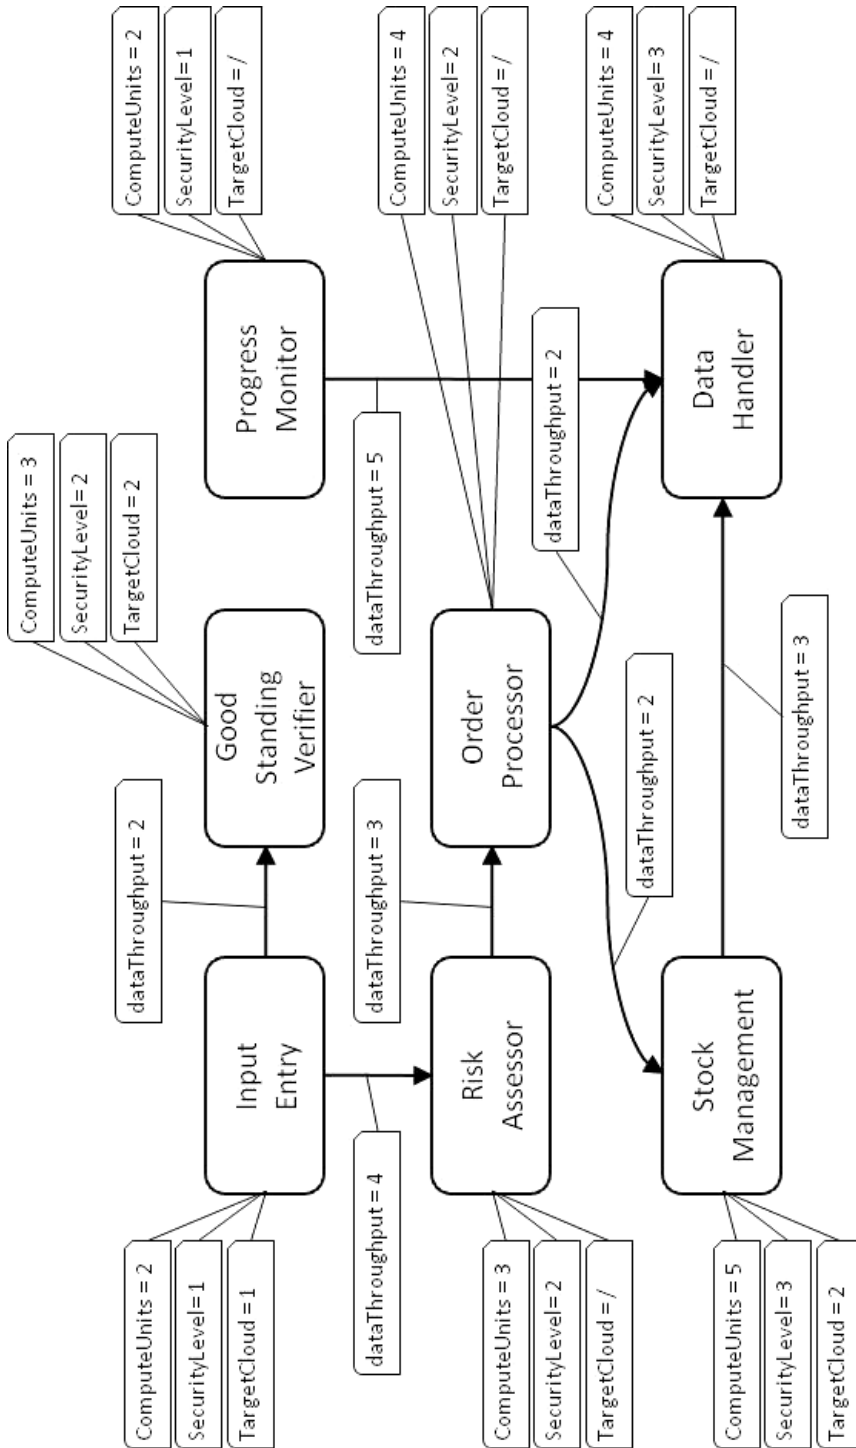 ComputeUnits = 3
SecurityLevel= 2
TargetCloud = 2
ComputeUnits = 2
SecurityLevel= 1
TargetCloud = 1
dataThroughput = 2
ComputeUnits = 2
SecurityLevel= 1
TargetCloud = /
Input
Entry
Good
Standing
Verifier
Progress
Monitor
dataThroughput = 4
dataThroughput = 3
dataThroughput = 5
ComputeUnits = 4
SecurityLevel= 2
TargetCloud = /
Risk
Assessor
Order
Processor
ComputeUnits = 3
SecurityLevel= 2
TargetCloud = /
dataThroughput = 2
dataThroughput = 2
ComputeUnits = 4
SecurityLevel= 3
TargetCloud = /
Stock
Management
Data
Handler
ComputeUnits = 5
SecurityLevel= 3
TargetCloud = 2
dataThroughput = 3